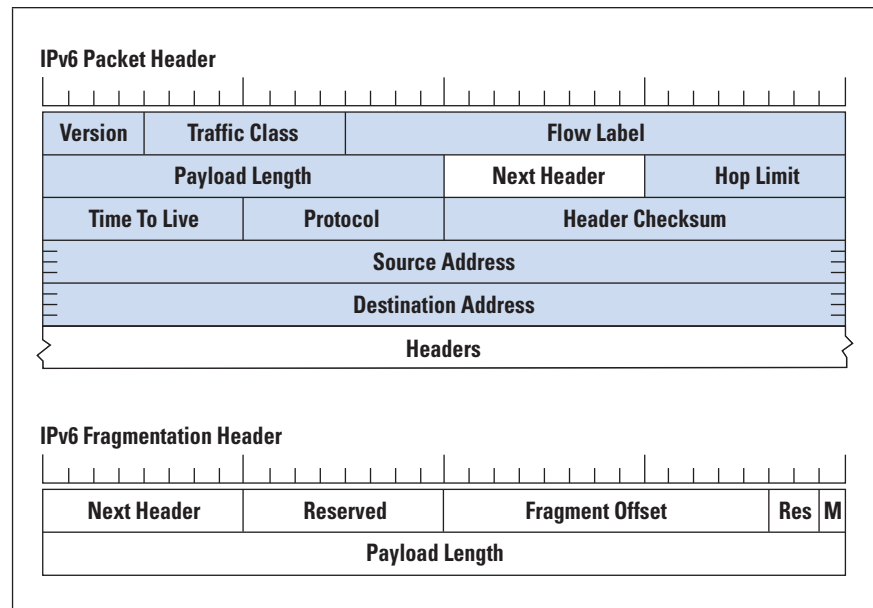 IPv6 Packet Header
Version Traffic Class Flow Label
Payload Length Next Header Hop Limit
Time To Live Protocol Header Checksum
Source Address
Destination Address
Headers
IPv6 Fragmentation Header
Next Header Reserved Fragment Offset Res M
Payload Length